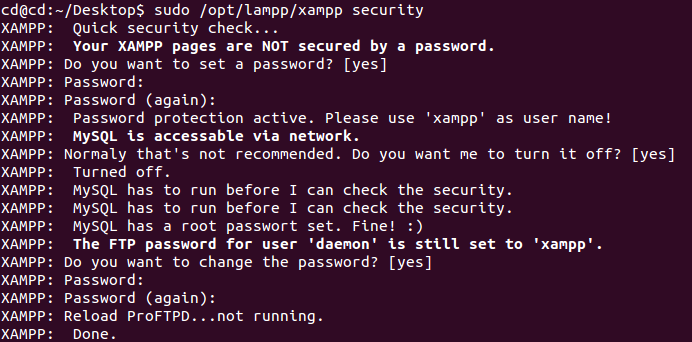 cd@cd:~/Desktop$ sudo /opt/lampp/xampp security
XAMPP:  Quick security check...
XAMPP:  Your XAMPP pages are NOT secured by a password.
XAMPP: Do you want to set a password? [yes]
XAMPP: Password:
XAMPP: Password (again):
XAMPP:  Password protection active. Please use 'xampp' as user name!
XAMPP:  MySQL is accessable via network.
XAMPP: Normaly that's not recommended. Do you want me to turn it off? [yes]
XAMPP:  Turned off.
XAMPP:  MySQL has to run before I can check the security.
XAMPP:  MySQL has to run before I can check the security.
XAMPP:  MySQL has a root passwort set. Fine! :)
XAMPP:  The FTP password for user 'daemon' is still set to 'xampp'.
XAMPP: Do you want to change the password? [yes]
XAMPP: Password:
XAMPP: Password (again):
XAMPP: Reload ProFTPD...not running.
XAMPP:  Done.